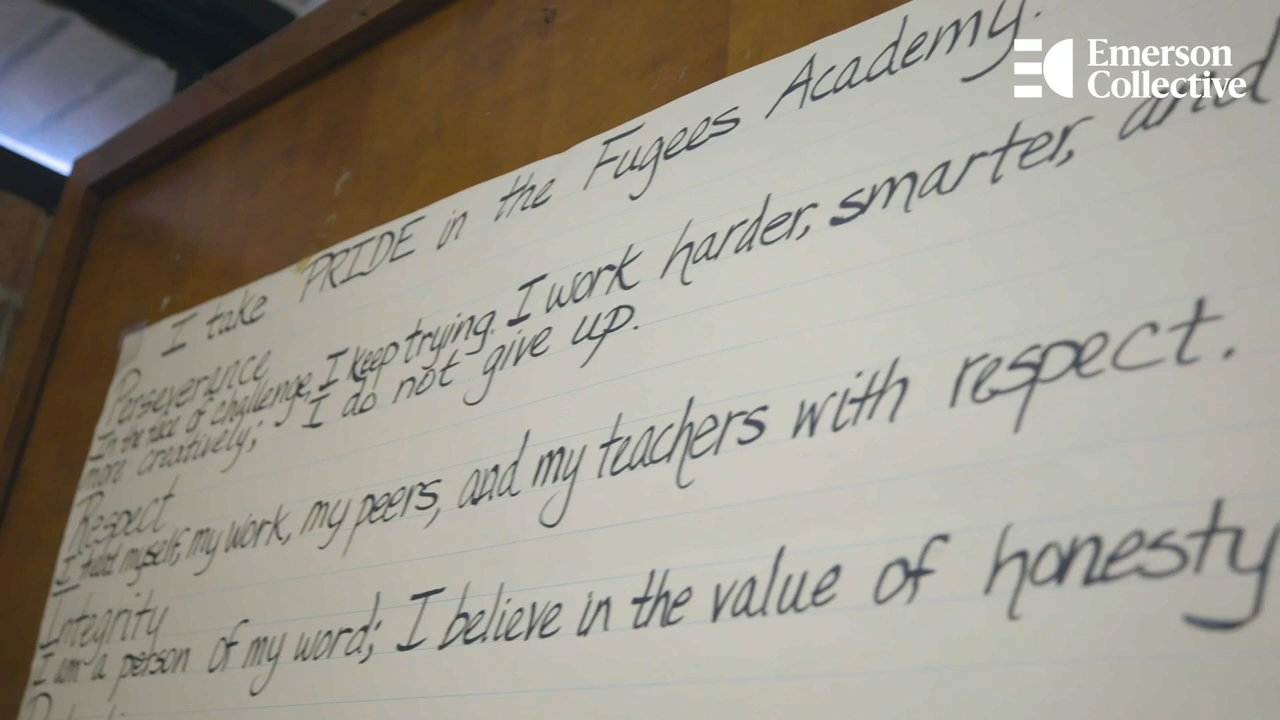 Emerson
Collective
I take PRIDE in the Fugees Academy.
Perseverance
In the face of challenge, I keep trying. I work harder, smarter, and
more creatively; I do not give up.
Respect
I treat myself, my work, my peers, and my teachers with respect.
Integrity
I am a person of my word; I believe in the value of honesty